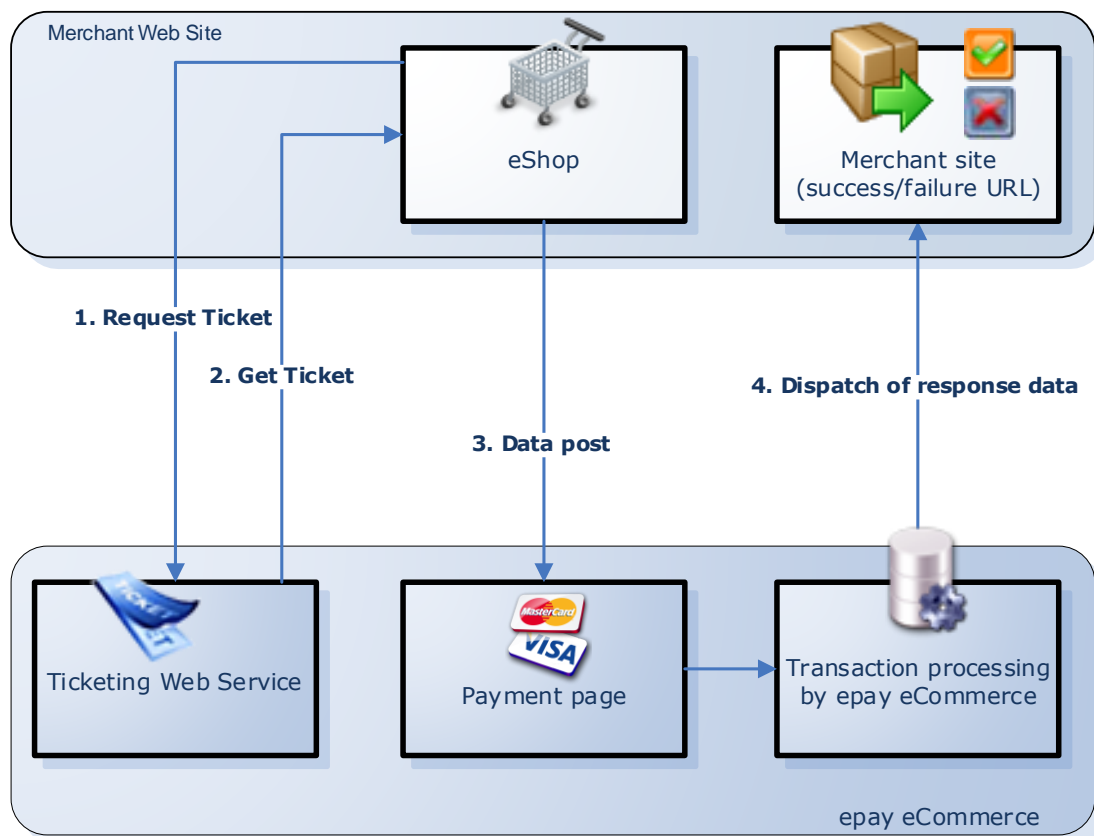 Merchant Web Site
eShop
Merchant site
(success/failure URL)
1. Request Ticket
2. Get Ticket
3. Data post
4. Dispatch of response data
TICKET
KET
Ticketing Web Service
MasterCard
VISA
Payment page
Transaction processing
by epay eCommerce
epay eCommerce